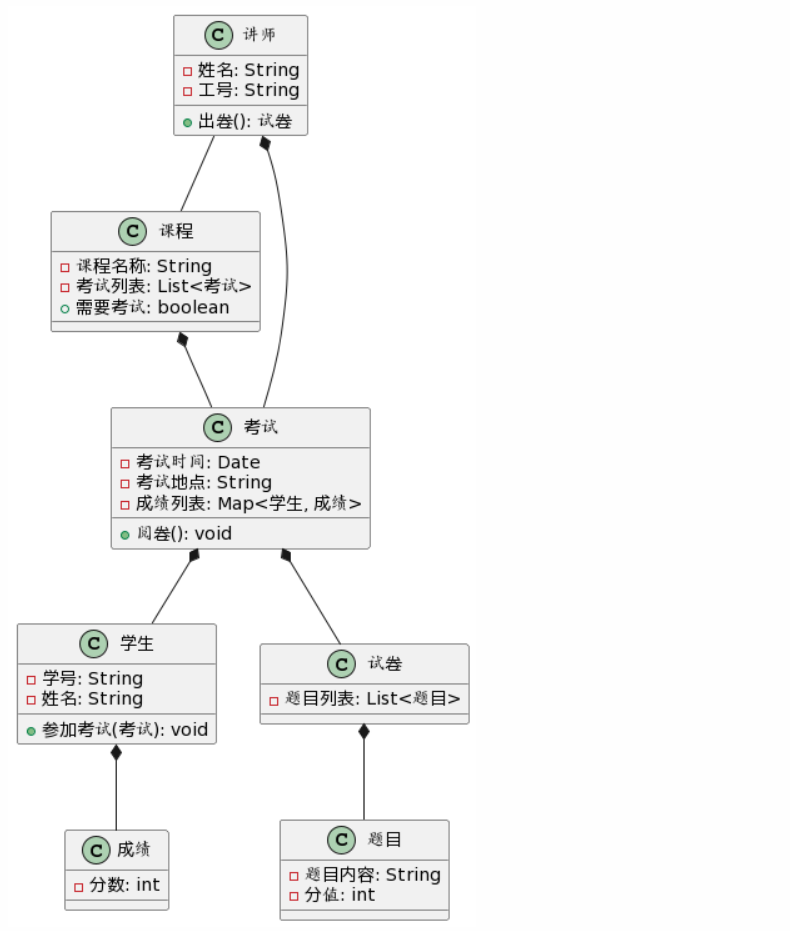 C 讲师
姓名: String
工号: String
出卷(): 试卷
C 课程
课程名称: String
考试列表: List<考试>
需要考试: boolean
C 考试
考试时间: Date
考试地点: String
成绩列表: Map<学生, 成绩>
阅卷(): void
C 学生
学号: String
姓名: String
参加考试(考试): void
C 试卷
题目列表: List<题目>
C 成绩
分数: int
C 题目
题目内容: String
分值: int